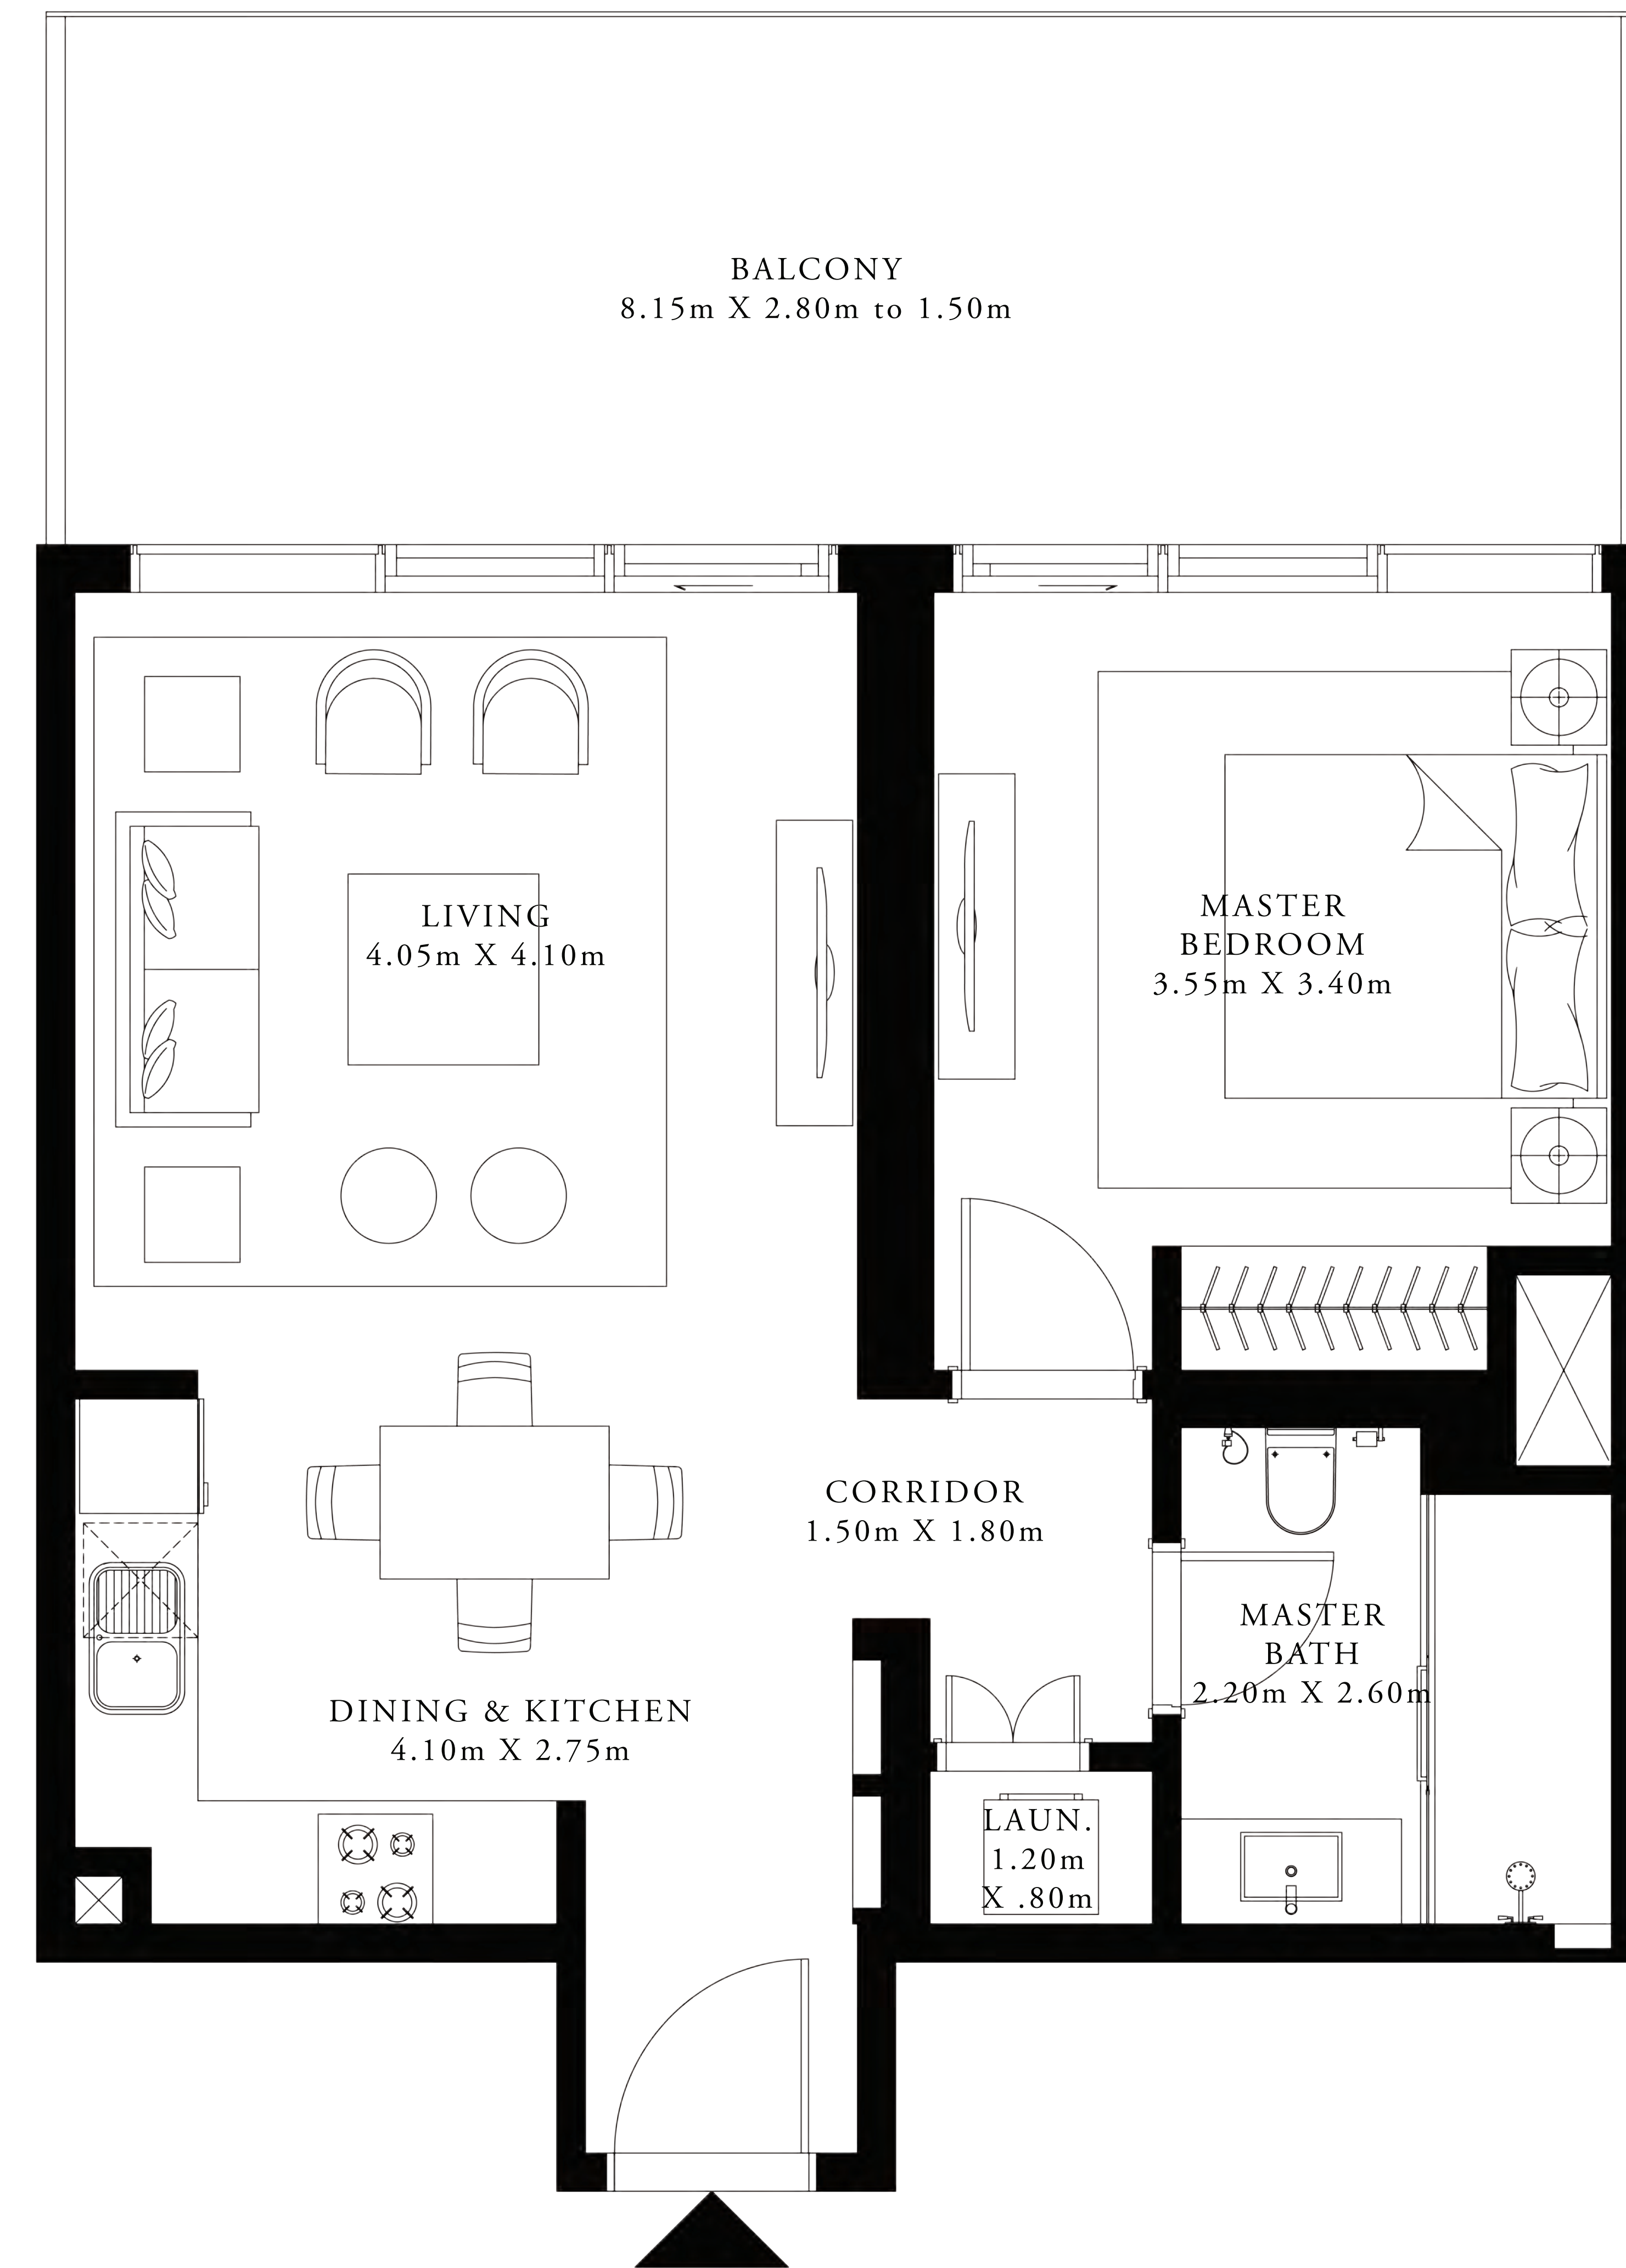 BALCONY
8.15m X 2.80m to 1.50m
LIVING
4.05m X 4.10m
MASTER
BEDROOM
3.55m X 3.40m
CORRIDOR
1.50m X 1.80m
MASTER
BATH
2.20m X 2.60m
DINING & KITCHEN
4.10m X 2.75m
LAUN.
1.20m
X .80m